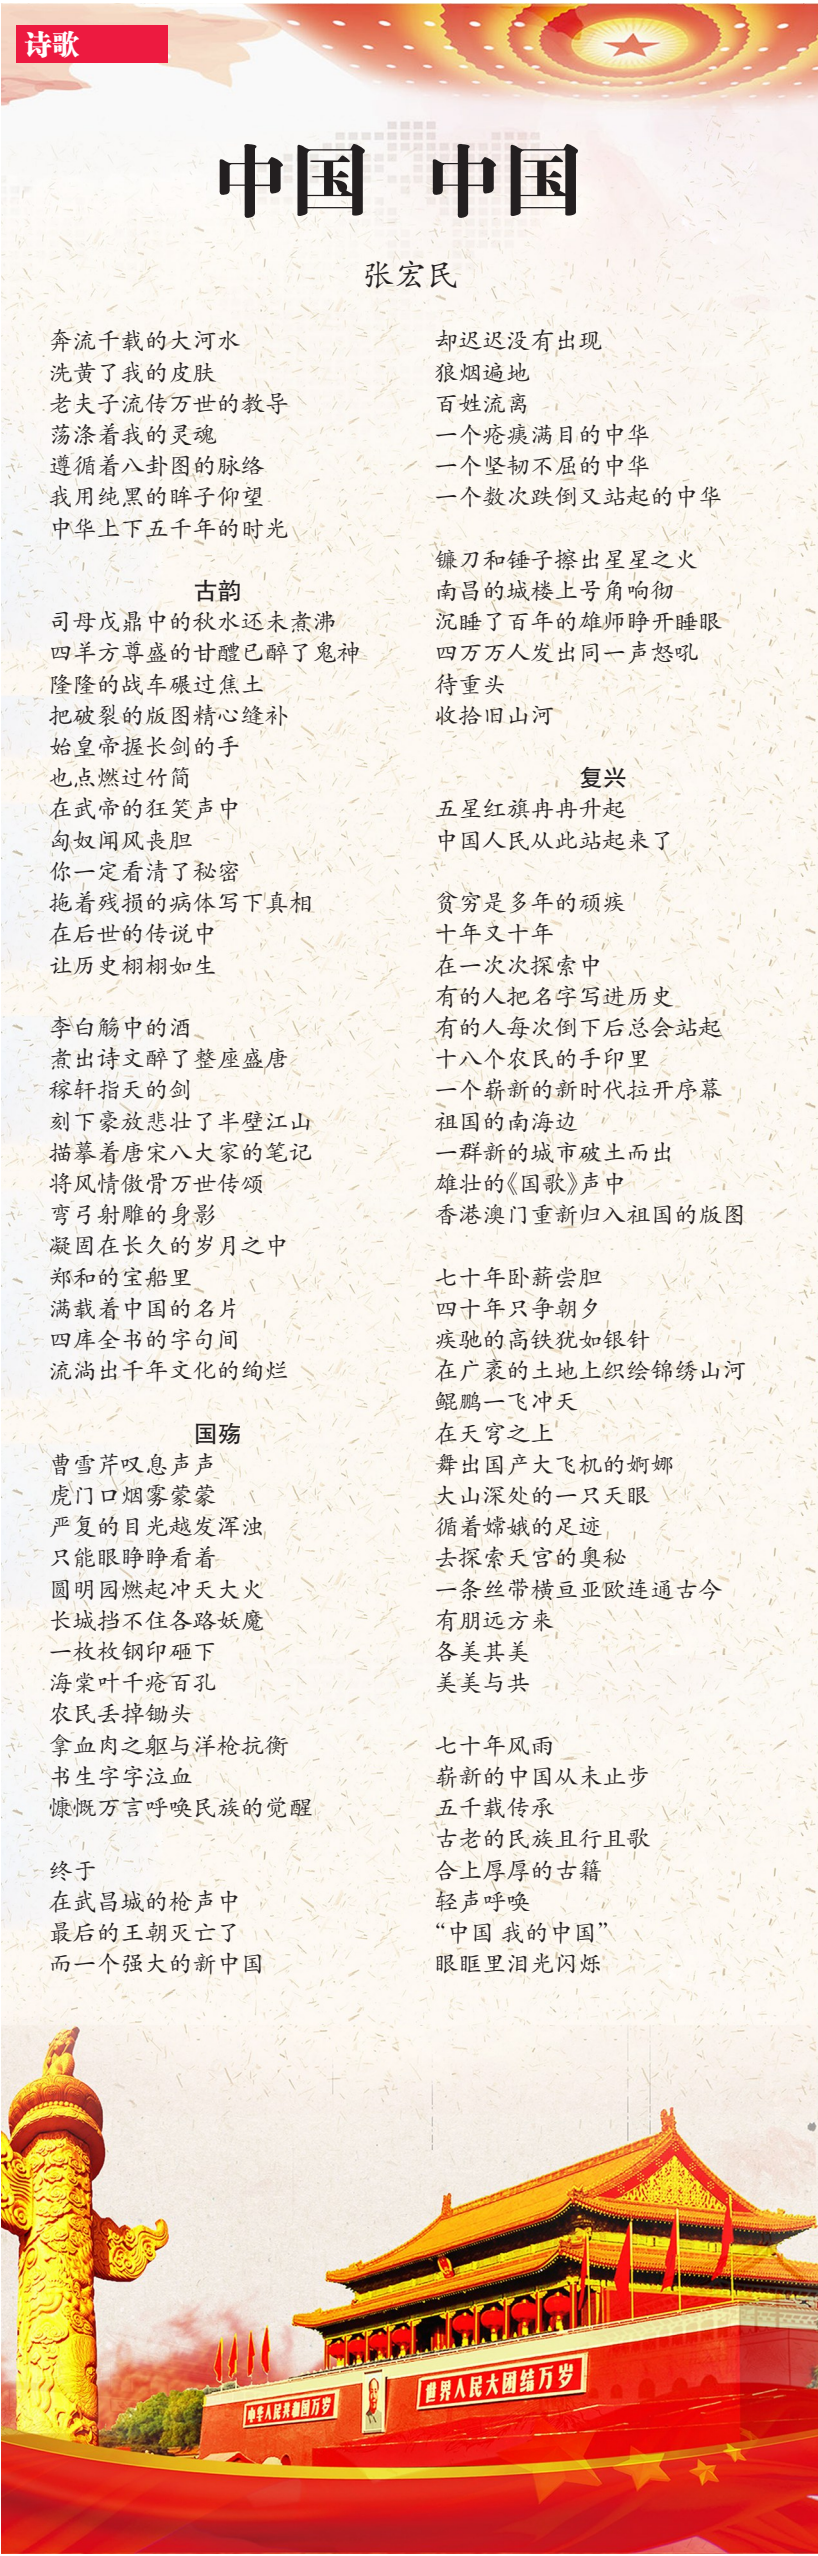 诗歌
中国 中国
张宏民
奔流千载的大河水
洗黄了我的皮肤
老夫子流传万世的教导
荡涤着我的灵魂
遵循着八卦图的脉络
我用纯黑的眸子仰望
中华上下五千年的时光
古韵
司母戊鼎中的秋水还未煮沸
四羊方尊盛的甘醴已醉了鬼神
隆隆的战车碾过焦土
把破裂的版图精心缝补
始皇帝握长剑的手
也点燃过竹简
在武帝的狂笑声中
匈奴闻风丧胆
你一定看清了秘密
拖着残损的病体写下真相
在后世的传说中
让历史栩栩如生
李白觞中的酒
煮出诗文醉了整座盛唐
稼轩指天的剑
刻下豪放悲壮了半壁江山
描摹着唐宋八大家的笔记
将风情傲骨万世传颂
弯弓射雕的身影
凝固在长久的岁月之中
郑和的宝船里
满载着中国的名片
四库全书的字句间
流淌出千年文化的绚烂
国殇
曹雪芹叹息声声
虎门口烟雾蒙蒙
严复的目光越发浑浊
只能眼睁睁看着
圆明园燃起冲天大火
长城挡不住各路妖魔
一枚枚钢印砸下
海棠叶千疮百孔
农民丢掉锄头
拿血肉之躯与洋枪抗衡
书生字字泣血
慷慨万言呼唤民族的觉醒
终于
在武昌城的枪声中
最后的王朝灭亡了
而一个强大的新中国
却迟迟没有出现
狼烟遍地
百姓流离
一个疮痍满目的中华
一个坚韧不屈的中华
一个数次跌倒又站起的中华
镰刀和锤子擦出星星之火
南昌的城楼上号角响彻
沉睡了百年的雄师睁开睡眼
四万万人发出同一声怒吼
待重头
收拾旧山河
复兴
五星红旗冉冉升起
中国人民从此站起来了
贫穷是多年的顽疾
十年又十年
在一次次探索中
有的人把名字写进历史
有的人每次倒下后总会站起
十八个农民的手印里
一个崭新的新时代拉开序幕
祖国的南海边
一群新的城市破土而出
雄壮的《国歌》声中
香港澳门重新归入祖国的版图
七十年卧薪尝胆
四十年只争朝夕
疾驰的高铁犹如银针
在广袤的土地上织绘锦绣山河
鲲鹏一飞冲天
在天穹之上
舞出国产大飞机的婀娜
大山深处的一只天眼
循着嫦娥的足迹
去探索天宫的奥秘
一条丝带横亘亚欧连通古今
有朋远方来
各美其美
美美与共
七十年风雨
崭新的中国从未止步
五千载传承
古老的民族且行且歌
合上厚厚的古籍
轻声呼唤
“中国 我的中国”
眼眶里泪光闪烁
中华人民共和国万岁
世界人民大团结万岁